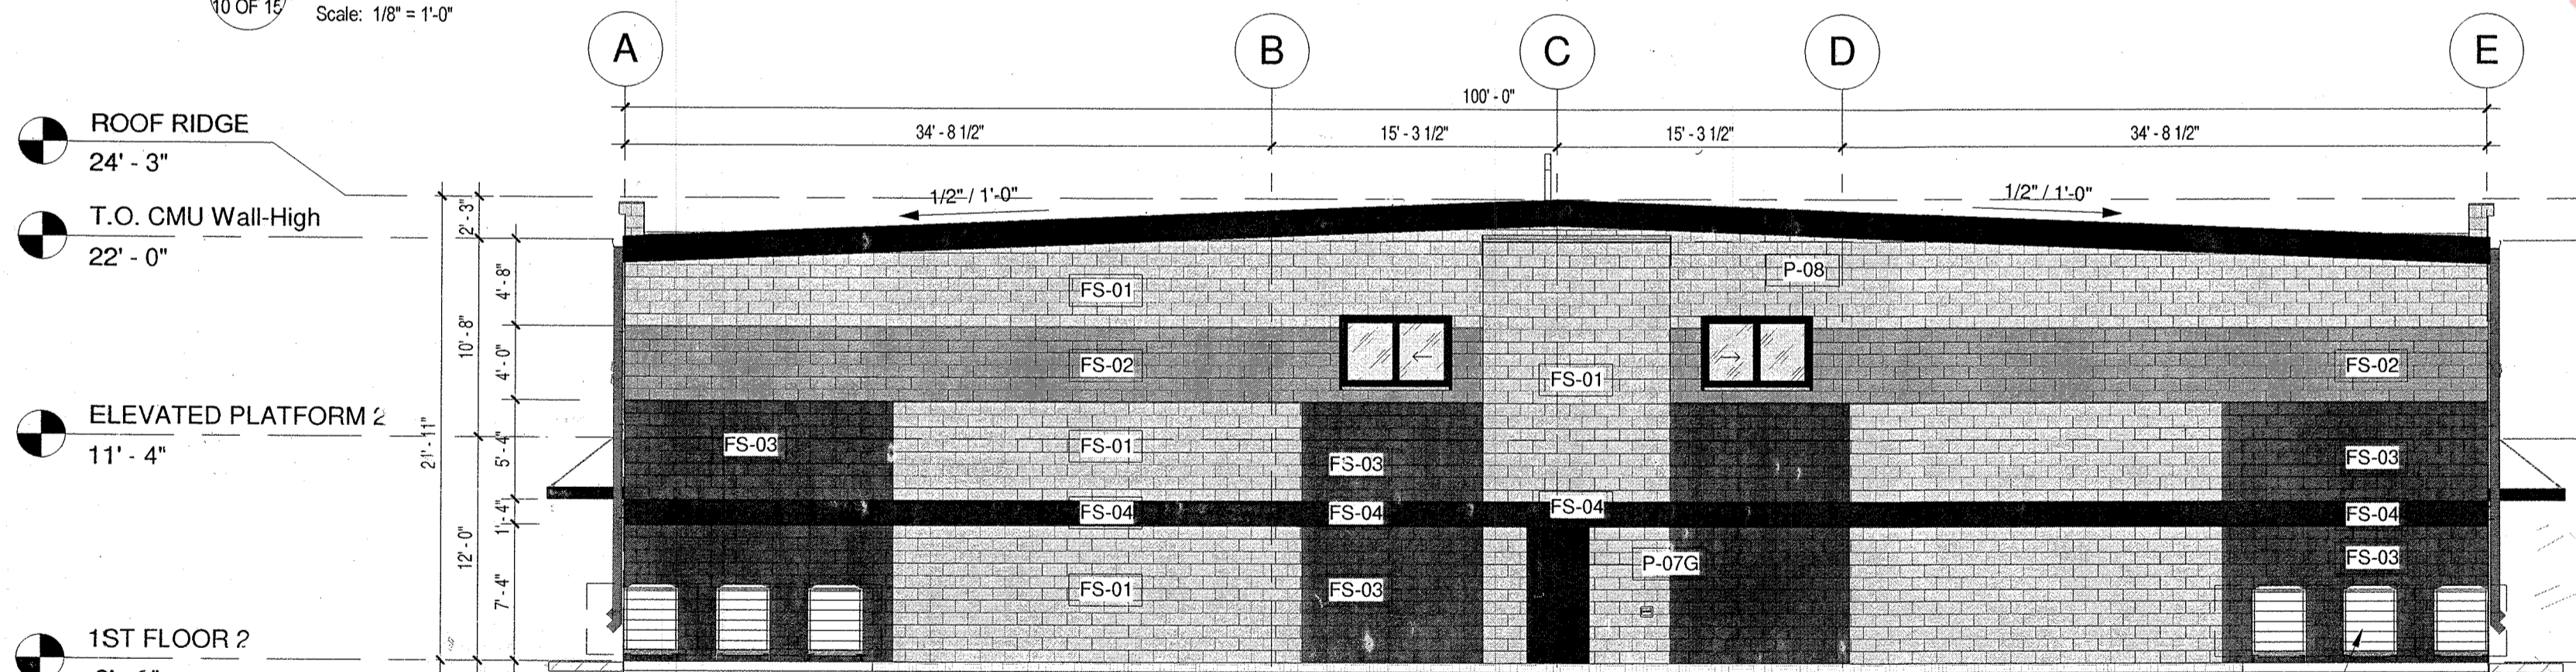 10 OF 15
Scale: 1/8" = 1'-0"
A
B
C
D
E
100' - 0"
34' - 8 1/2"
15' - 3 1/2"
15' - 3 1/2"
34' - 8 1/2"
ROOF RIDGE
24' - 3"
T.O. CMU Wall-High
22' - 0"
ELEVATED PLATFORM 2
11' - 4"
1ST FLOOR 2
21' - 11"
2' - 3"
10' - 8"
12' - 0"
4' - 8"
4' - 0"
5' - 4"
1' - 4"
7' - 4"
1/2" / 1'-0"
1/2" / 1'-0"
FS-01
P-08
FS-02
FS-01
FS-02
FS-03
FS-01
FS-03
FS-03
FS-04
FS-04
FS-04
FS-04
FS-01
FS-03
P-07G
FS-03